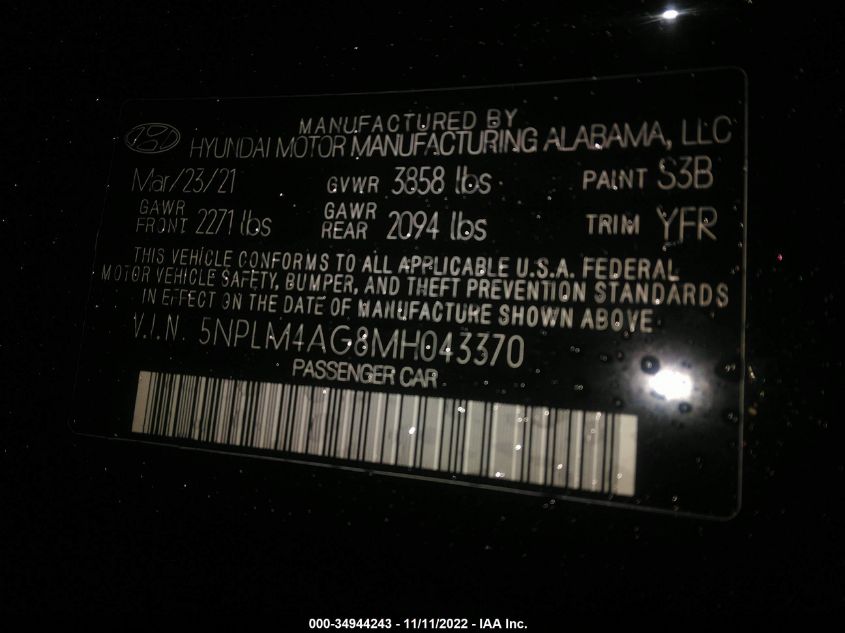 MANUFACTURED BY
HYUNDAI MOTOR MANUFACTURING ALABAMA, LLC
Mar/23/21 GVWR 3858 lbs PAINT S3B
GAWR FRONT 2271 lbs GAWR REAR 2094 lbs TRIM YFR
THIS VEHICLE CONFORMS TO ALL APPLICABLE U.S.A. FEDERAL
MOTOR VEHICLE SAFETY, BUMPER, AND THEFT PREVENTION STANDARDS
IN EFFECT ON THE DATE OF MANUFACTURE SHOWN ABOVE
V.I.N. 5NPLM4AG8MH043370
PASSENGER CAR
000-34944243 - 11/11/2022 - IAA Inc.